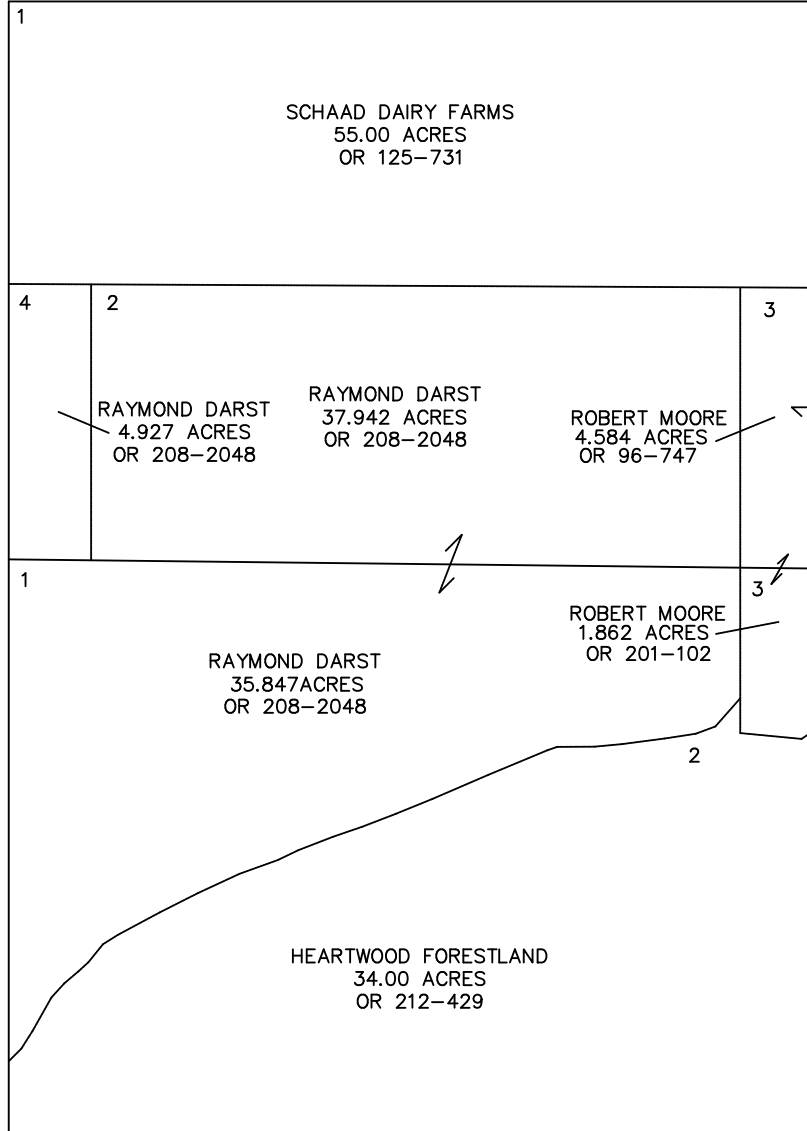 1
SCHAAD DAIRY FARMS
55.00 ACRES
OR 125-731
4
2
3
RAYMOND DARST
4.927 ACRES
OR 208-2048
RAYMOND DARST
37.942 ACRES
OR 208-2048
ROBERT MOORE
4.584 ACRES
OR 96-747
1
3
ROBERT MOORE
1.862 ACRES
OR 201-102
RAYMOND DARST
35.847ACRES
OR 208-2048
2
HEARTWOOD FORESTLAND
34.00 ACRES
OR 212-429